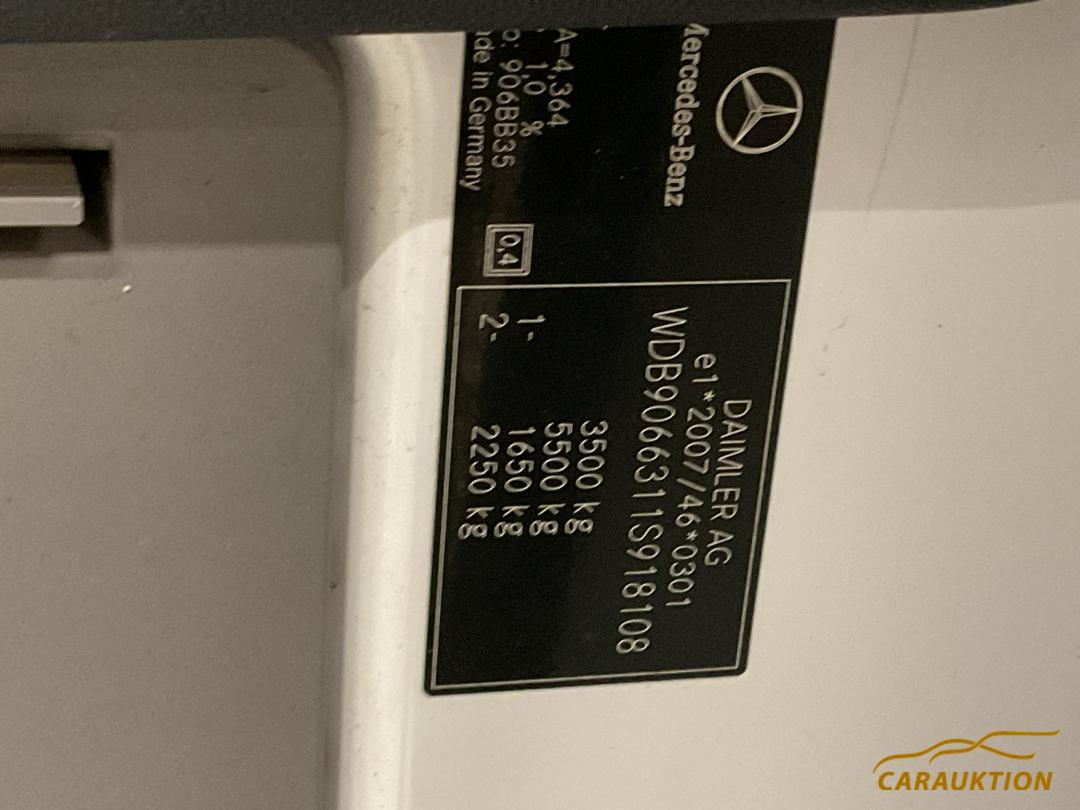 Mercedes-Benz
A=4,364
1,0 %
906BB35
Made in Germany
0,4
DAIMLER AG
e1*2007/46*0301
WDB9066311S918108
3500 kg
5500 kg
1- 1650 kg
2- 2250 kg
CARAUKTION